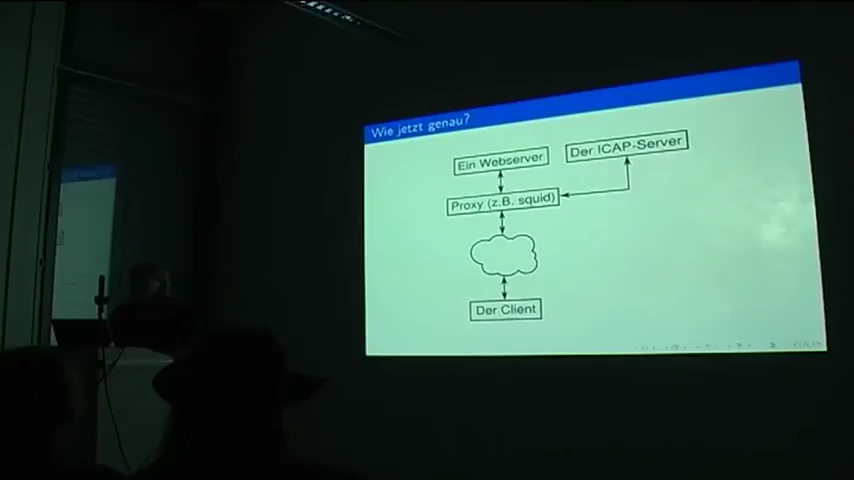 Wie jetzt genau?
Ein Webserver
Der ICAP-Server
Proxy (z.B. squid)
Der Client